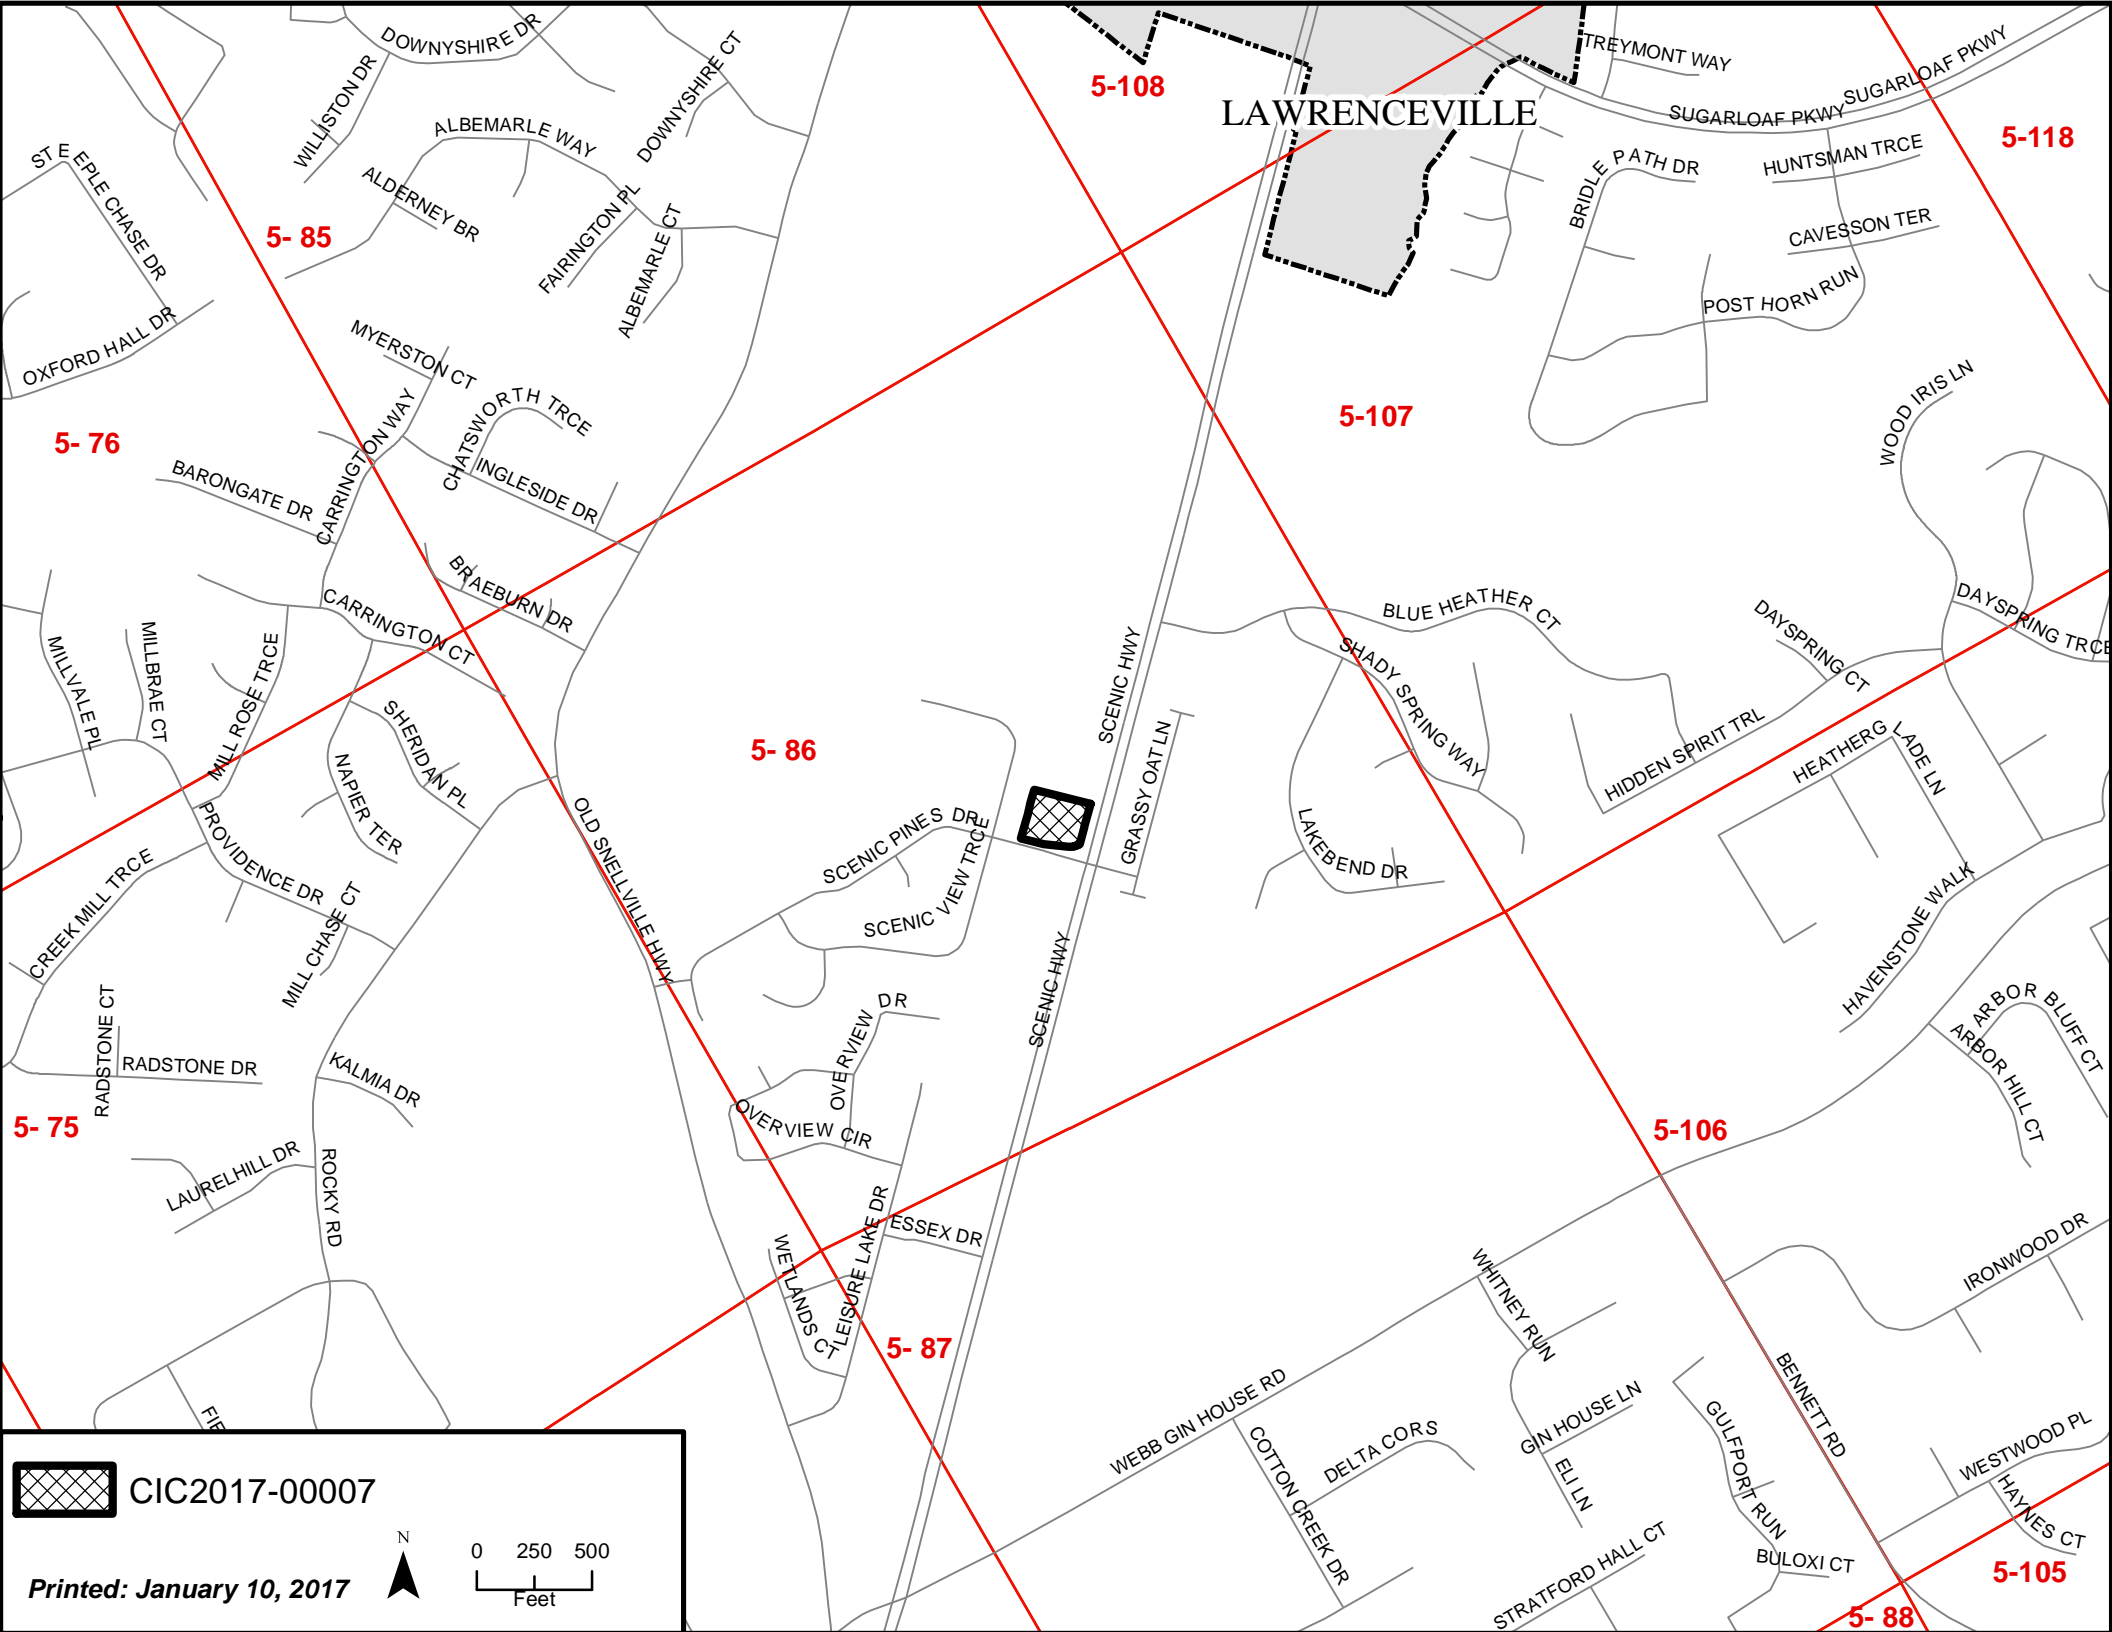 DOWNYSHIRE DR
WILLISTON DR
DOWNYSHIRE CT
5-108
TREYMONT WAY
SUGARLOAF PKWY
LAWRENCEVILLE
SUGARLOAF PKWY
5-118
ALBEMARLE WAY
STEEPLE CHASE DR
ALDERNEY BR
FAIRINGTON PL
ALBEMARLE CT
5- 85
BRIDLE PATH DR
HUNTSMAN TRCE
CAVESSON TER
POST HORN RUN
OXFORD HALL DR
MYERSTON CT
CHATSWORTH TRCE
CARRINGTON WAY
INGLESIDE DR
BARONGATE DR
5- 76
5-107
WOOD IRIS LN
BRAEBURN DR
CARRINGTON CT
MILLVALE PL
MILLBRAE CT
MILL ROSE TRCE
SHERIDAN PL
NAPIER TER
BLUE HEATHER CT
SHADY SPRING WAY
DAYSPRING CT
DAYSPRING TRCE
SCENIC HWY
5- 86
GRASSY OAT LN
HIDDEN SPIRIT TRL
HEATHERGLADE LN
LAKEBEND DR
OLD SNELLVILLE HWY
SCENIC PINES DR
SCENIC VIEW TRCE
PROVIDENCE DR
CREEK MILL TRCE
MILL CHASE CT
HAVENSTONE WALK
SCENIC HWY
OVERVIEW DR
RADSTONE CT
RADSTONE DR
KALMIA DR
ARBOR BLUFF CT
ARBOR HILL CT
5- 75
OVERVIEW CIR
5-106
LAURELHILL DR
ROCKY RD
LEISURE LAKE DR
ESSEX DR
WETLANDS CT
5- 87
WHITNEY RUN
IRONWOOD DR
BENNETT RD
WEBB GIN HOUSE RD
COTTON CREEK DR
DELTA CORS
GIN HOUSE LN
ELI LN
GULFPORT RUN
WESTWOOD PL
HAYNES CT
STRATFORD HALL CT
BULOXI CT
5-105
5- 88
CIC2017-00007
N
0 250 500
Feet
Printed: January 10, 2017